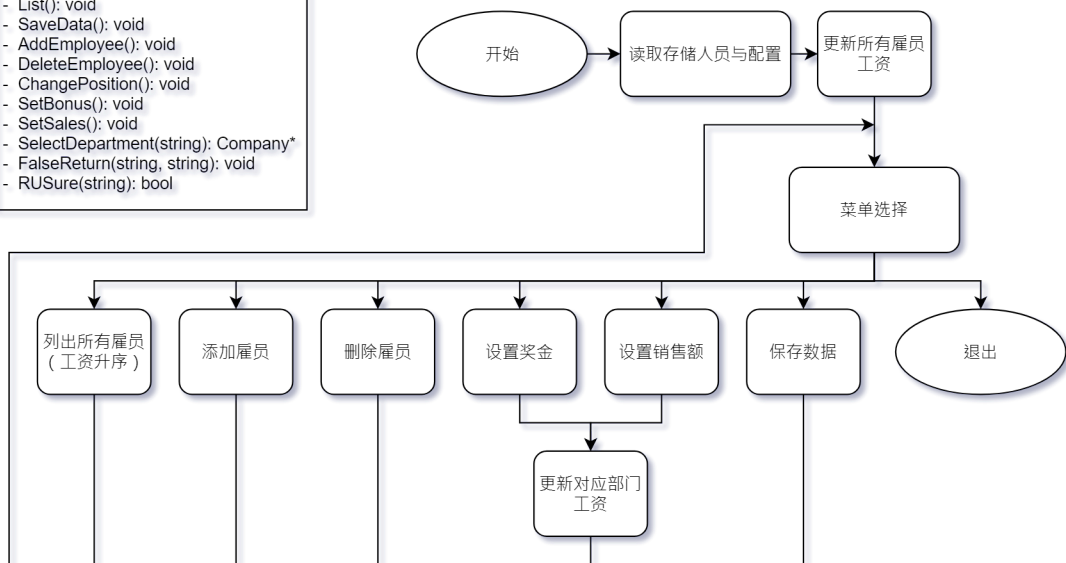 - List(): void
- SaveData(): void
- AddEmployee(): void
- DeleteEmployee(): void
- ChangePosition(): void
- SetBonus(): void
- SetSales(): void
- SelectDepartment(string): Company*
- FalseReturn(string, string): void
- RUSure(string): bool
开始
读取存储人员与配置
更新所有雇员
工资
菜单选择
列出所有雇员
（工资升序）
添加雇员
删除雇员
设置奖金
设置销售额
保存数据
退出
更新对应部门
工资